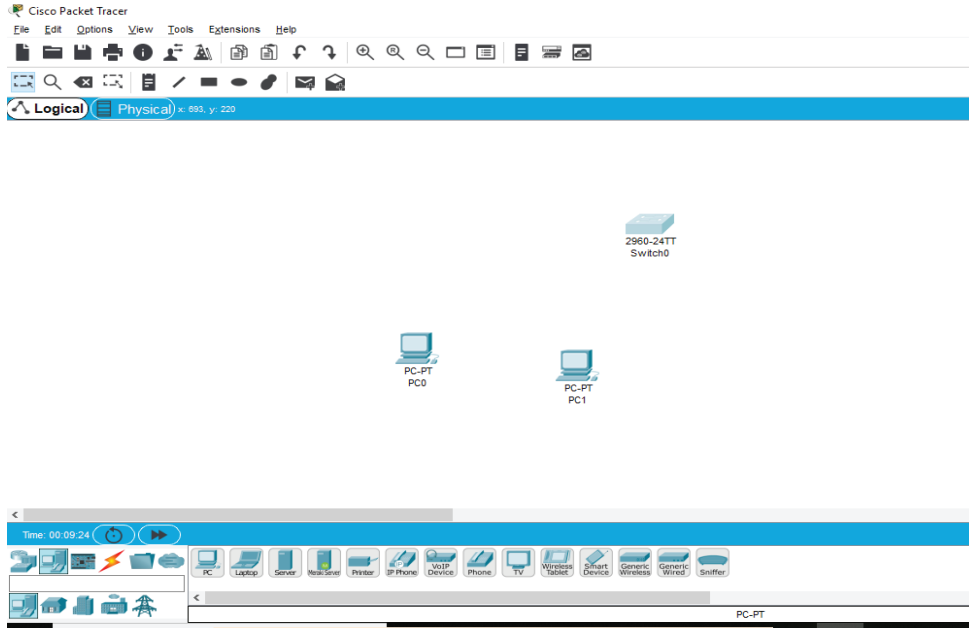 Cisco Packet Tracer
File Edit Options View Tools Extensions Help
Logical Physical x: 693, y: 220
2960-24TT
Switch0
PC-PT
PC0
PC-PT
PC1
Time: 00:09:24
PC Laptop Server Meraki Server Printer IP Phone VoIP Device Phone TV Wireless Tablet Smart Device Generic Wireless Generic Wired Sniffer
PC-PT